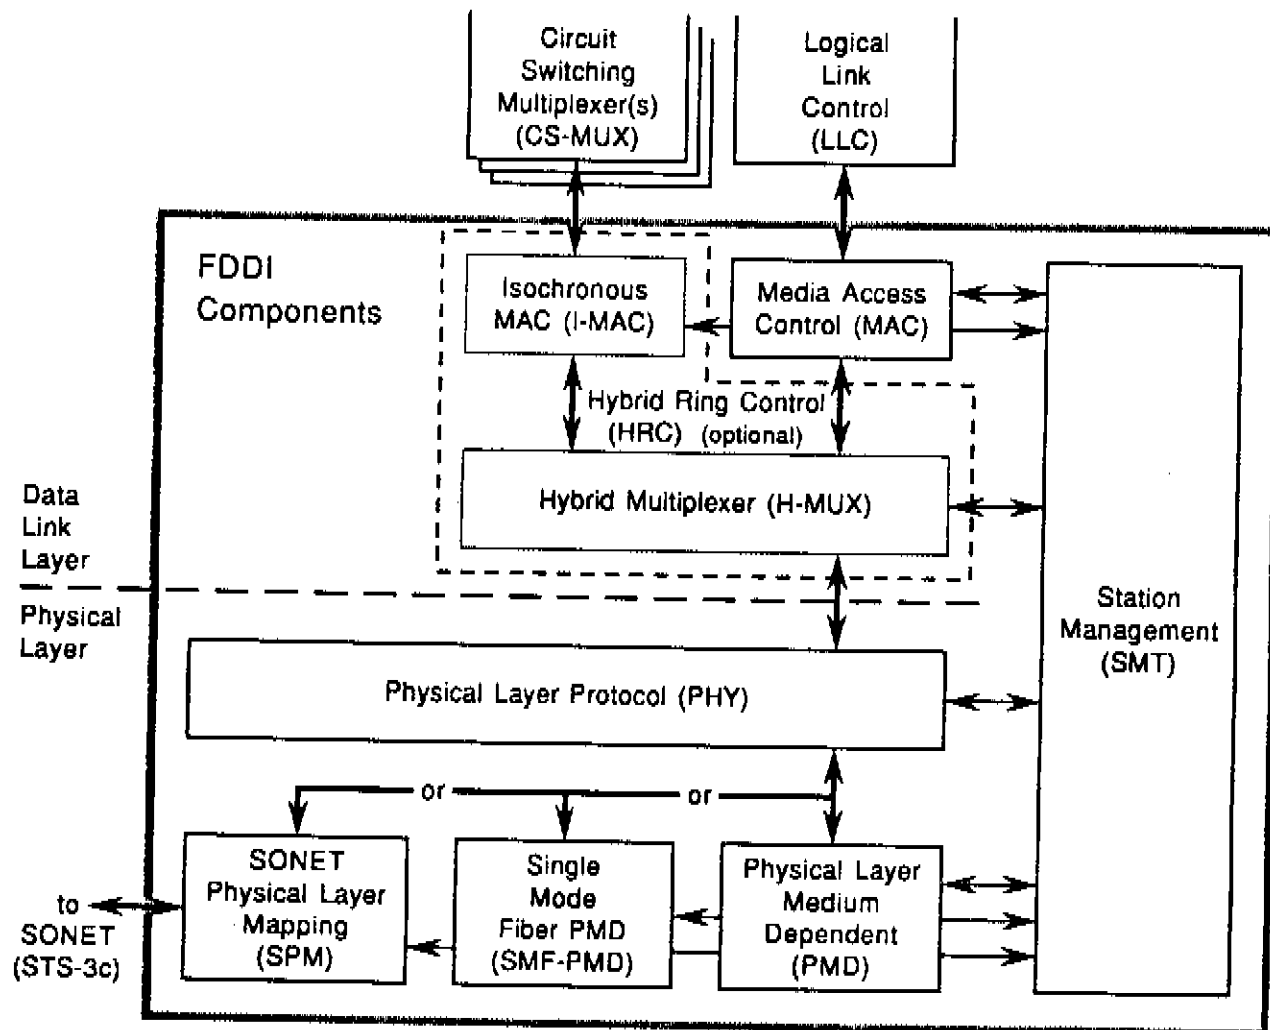 Circuit
Switching
Multiplexer(s)
(CS-MUX)
Logical
Link
Control
(LLC)
FDDI
Components
Isochronous
MAC (I-MAC)
Media Access
Control (MAC)
Hybrid Ring Control
(HRC) (optional)
Hybrid Multiplexer (H-MUX)
Data
Link
Layer
Physical
Layer
Station
Management
(SMT)
Physical Layer Protocol (PHY)
or
or
SONET
Physical Layer
Mapping
(SPM)
Single
Mode
Fiber PMD
(SMF-PMD)
Physical Layer
Medium
Dependent
(PMD)
to
SONET
(STS-3c)